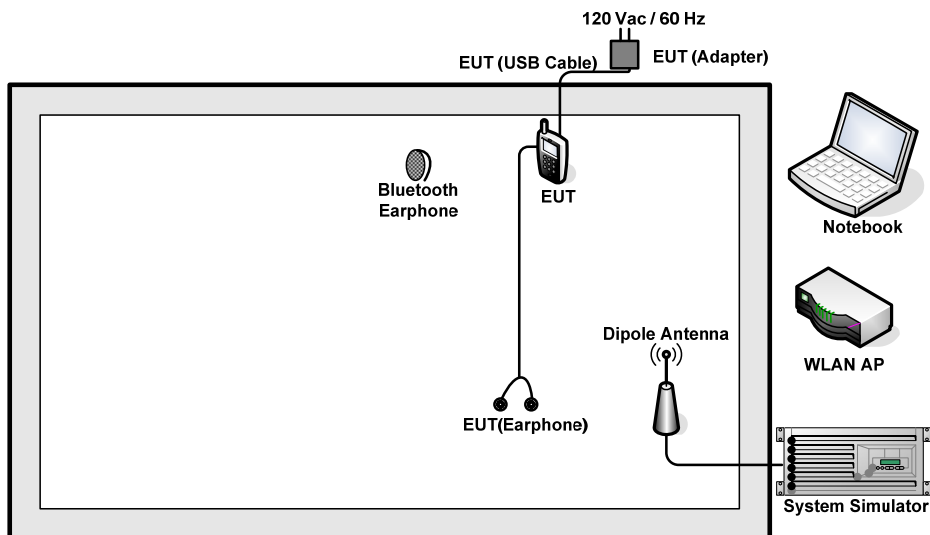 120 Vac / 60 Hz
EUT (USB Cable)
EUT (Adapter)
Bluetooth
Earphone
EUT
Notebook
Dipole Antenna
WLAN AP
EUT(Earphone)
System Simulator